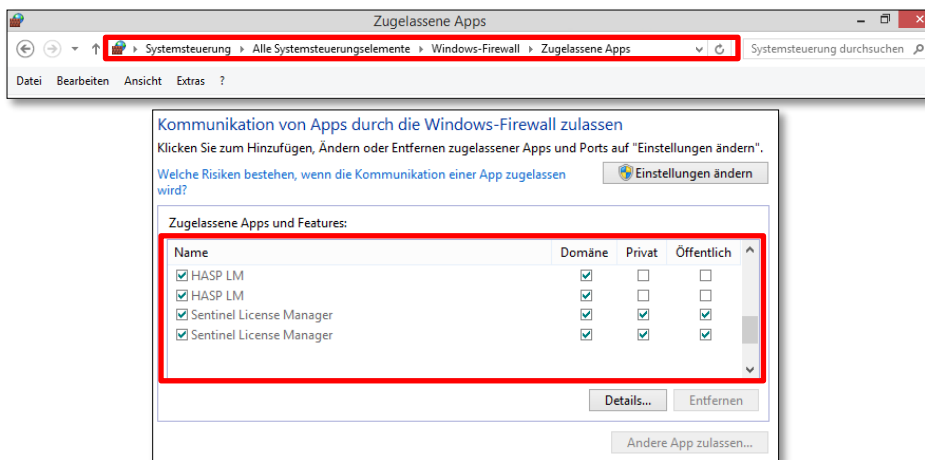 Zugelassene Apps
Systemsteuerung Alle Systemsteuerungselemente Windows-Firewall Zugelassene Apps Systemsteuerung durchsuchen
Datei Bearbeiten Ansicht Extras ?
Kommunikation von Apps durch die Windows-Firewall zulassen
Klicken Sie zum Hinzufügen, Ändern oder Entfernen zugelassener Apps und Ports auf "Einstellungen ändern".
Welche Risiken bestehen, wenn die Kommunikation einer App zugelassen
wird?
Einstellungen ändern
Zugelassene Apps und Features:
Name Domäne Privat Öffentlich
HASP LM
HASP LM
Sentinel License Manager
Sentinel License Manager
Details... Entfernen
Andere App zulassen...